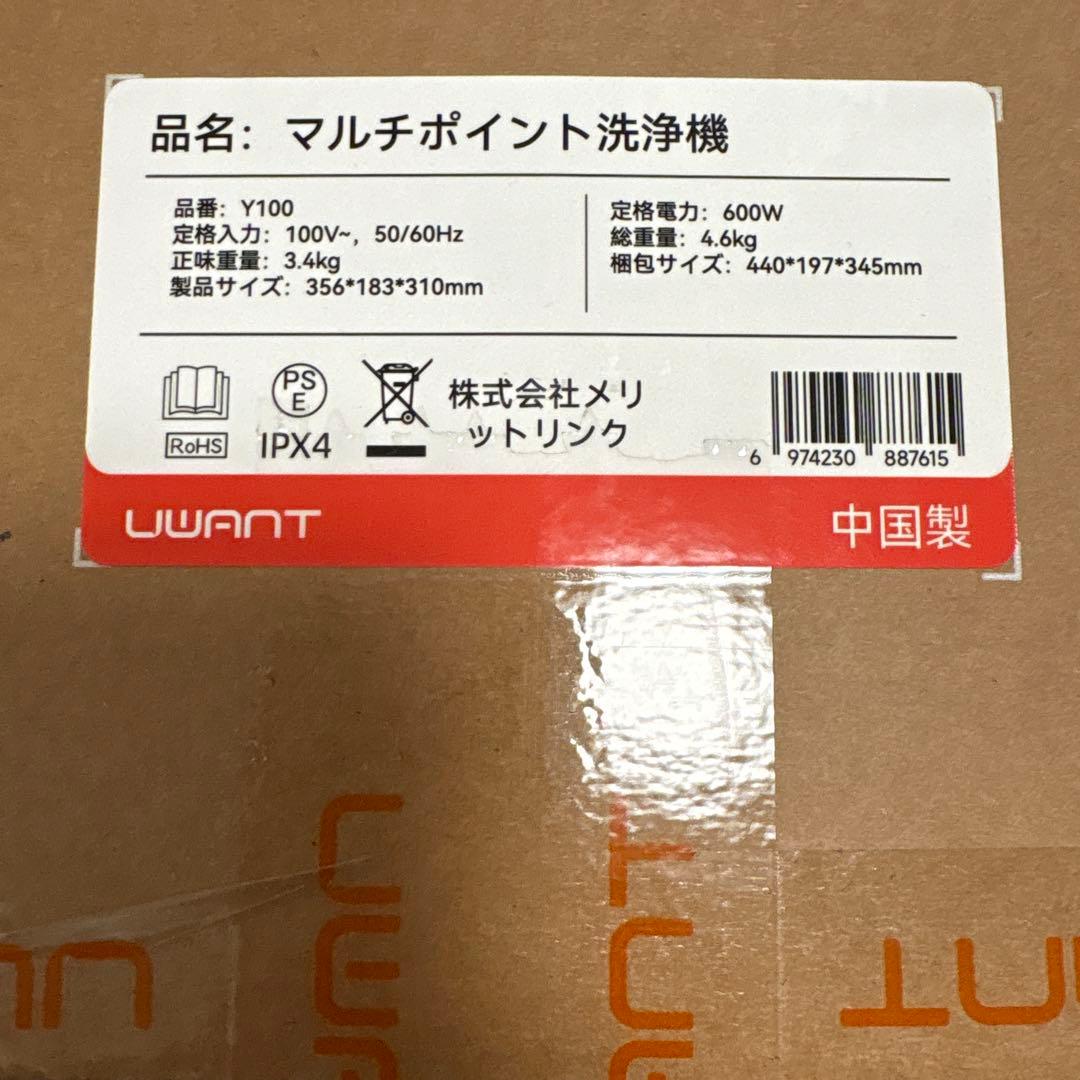 品名：マルチポイント洗浄機
品番：Y100
定格入力：100V~，50/60Hz
正味重量：3.4kg
製品サイズ：356*183*310mm
定格電力：600W
総重量：4.6kg
梱包サイズ：440*197*345mm
PS
E
RoHS
IPX4
株式会社メリ
ットリンク
6 974230 887615
UWANT
中国製